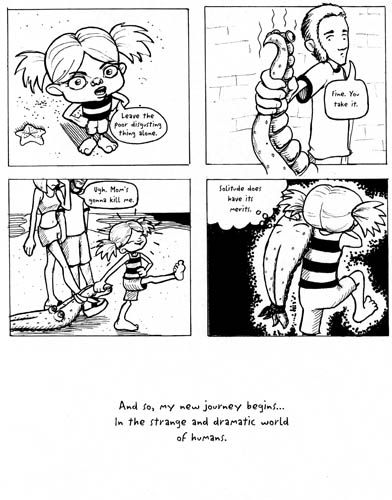 Leave the
poor disgusting
thing alone.
Fine. You
take it.
Ugh. Mom's
gonna kill me.
Solitude does
have its
merits.
And so, my new journey begins...
In the strange and dramatic world
of humans.